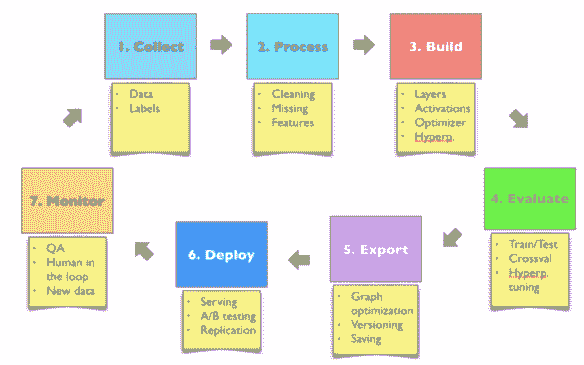 1. Collect
• Data
• Labels
2. Process
• Cleaning
• Missing
• Features
3. Build
• Layers
• Activations
• Optimizer
• Hyperp.
4. Evaluate
• Train/Test
• Crossval
• Hyperp.
tuning
5. Export
• Graph
optimization
• Versioning
• Saving
6. Deploy
• Serving
• A/B testing
• Replication
7. Monitor
• QA
• Human in
the loop
• New data